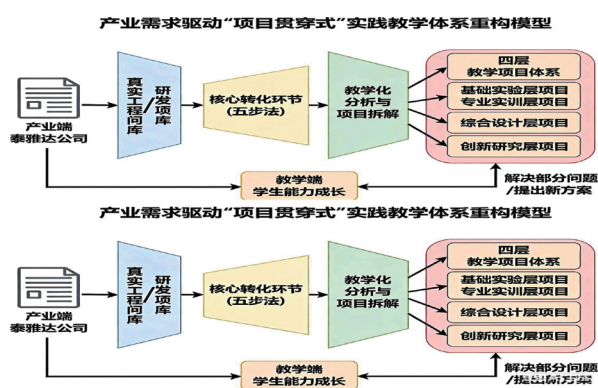 产业需求驱动“项目贯穿式”实践教学体系重构模型
产业端
泰雅达公司
真实工程问库
/研发项库
核心转化环节
(五步法)
教学化
分析与
项目拆解
四层
教学项目体系
基础实验层项目
专业实训层项目
综合设计层项目
创新研究层项目
教学端
学生能力成长
解决部分问题
/提出新方案
产业需求驱动“项目贯穿式”实践教学体系重构模型
产业端
泰雅达公司
真实工程问库
/研发项库
核心转化环节
(五步法)
教学化
分析与
项目拆解
四层
教学项目体系
基础实验层项目
专业实训层项目
综合设计层项目
创新研究层项目
教学端
学生能力成长
解决部分问题
/提出新方案